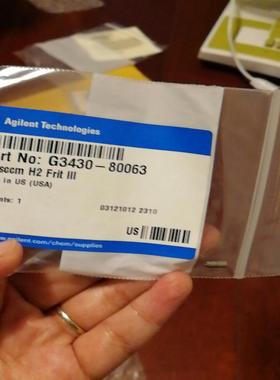 Agilent Technologies
rt No: G3430-80063
sccm H2 Frit III
in US (USA)
nts: 1
03121012 2310
US
www.agilent.com/chem/supplies